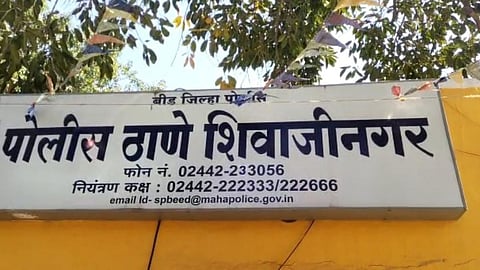 बीड जिल्हा पोलीस
पोलीस ठाणे शिवाजीनगर
फोन नं. 02442-233056
नियंत्रण कक्ष : 02442-222333/222666
email Id- spbeed@mahapolice.gov.in